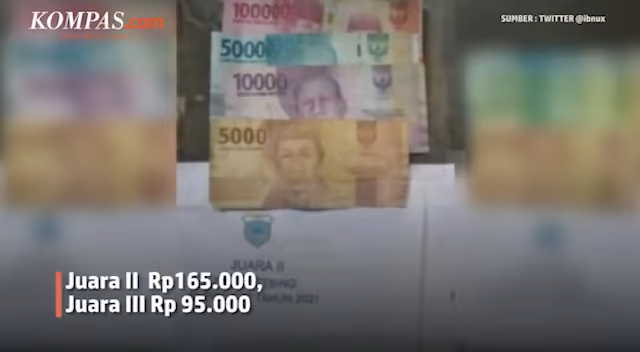 KOMPAS.com
SUMBER : TWITTER @ibnux
100000
50000
10000
5000
JUARA II
TAHUN 2021
Juara II Rp165.000,
Juara III Rp 95.000